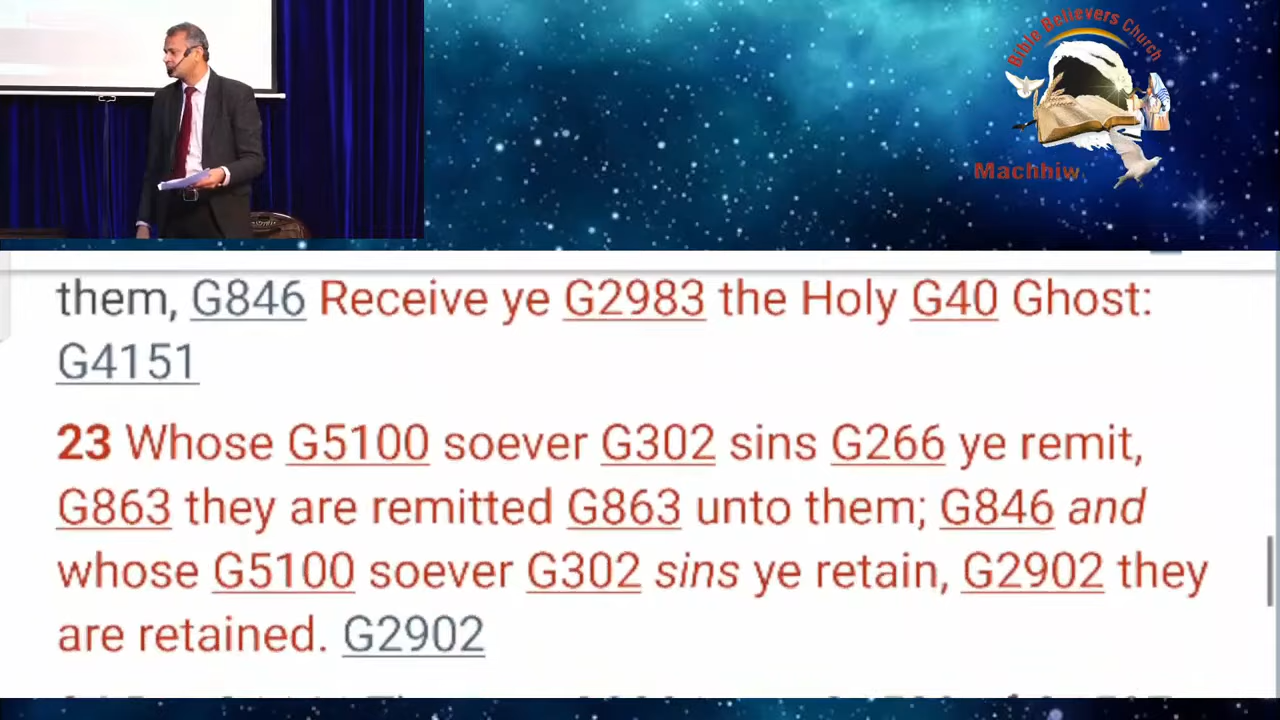 Bible Believers Church
Machhiw
them, G846 Receive ye G2983 the Holy G40 Ghost:
G4151
23 Whose G5100 soever G302 sins G266 ye remit,
G863 they are remitted G863 unto them; G846 and
whose G5100 soever G302 sins ye retain, G2902 they
are retained. G2902